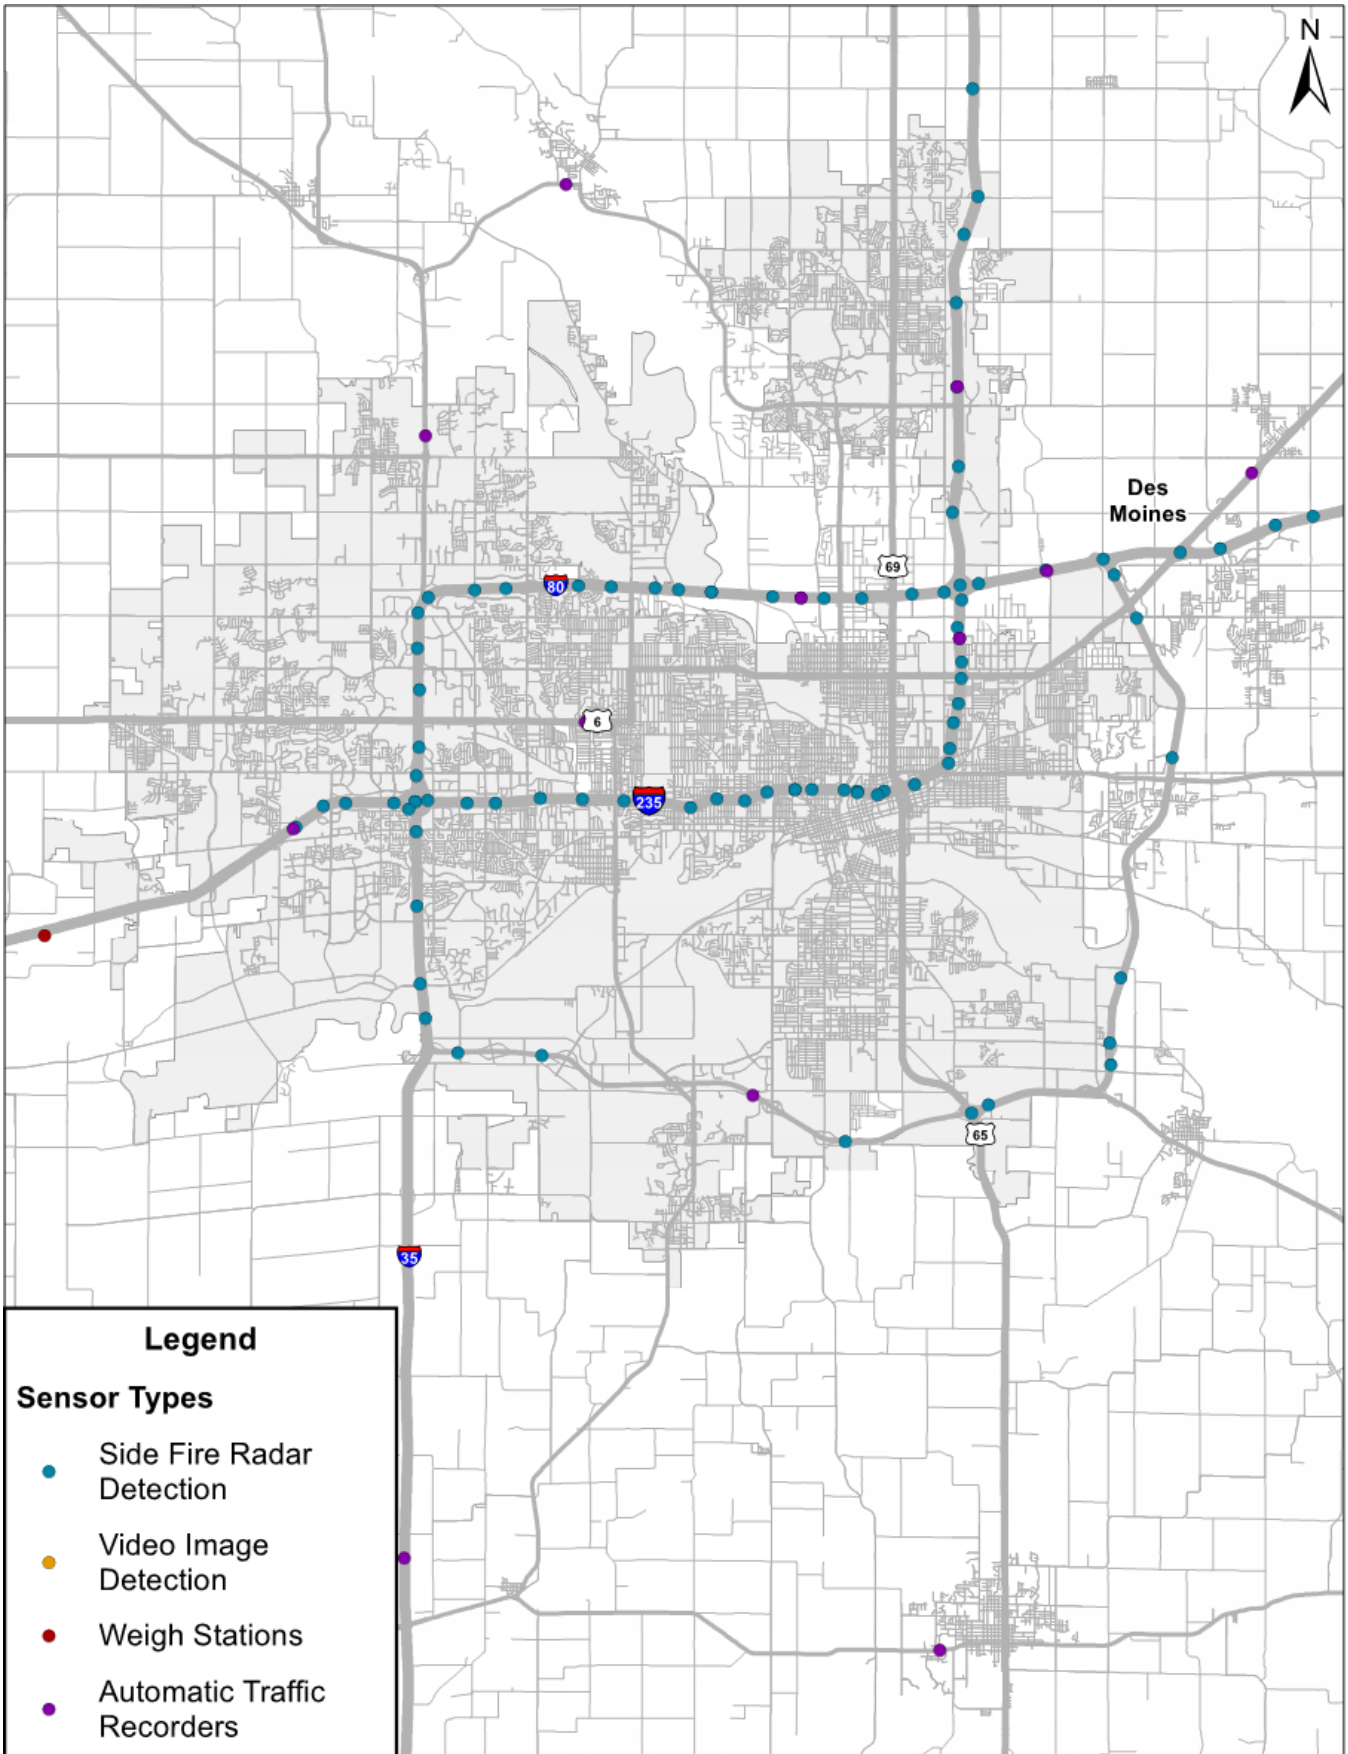 N
Des
Moines
69
80
6
235
65
35
Legend
Sensor Types
Side Fire Radar
Detection
Video Image
Detection
Weigh Stations
Automatic Traffic
Recorders